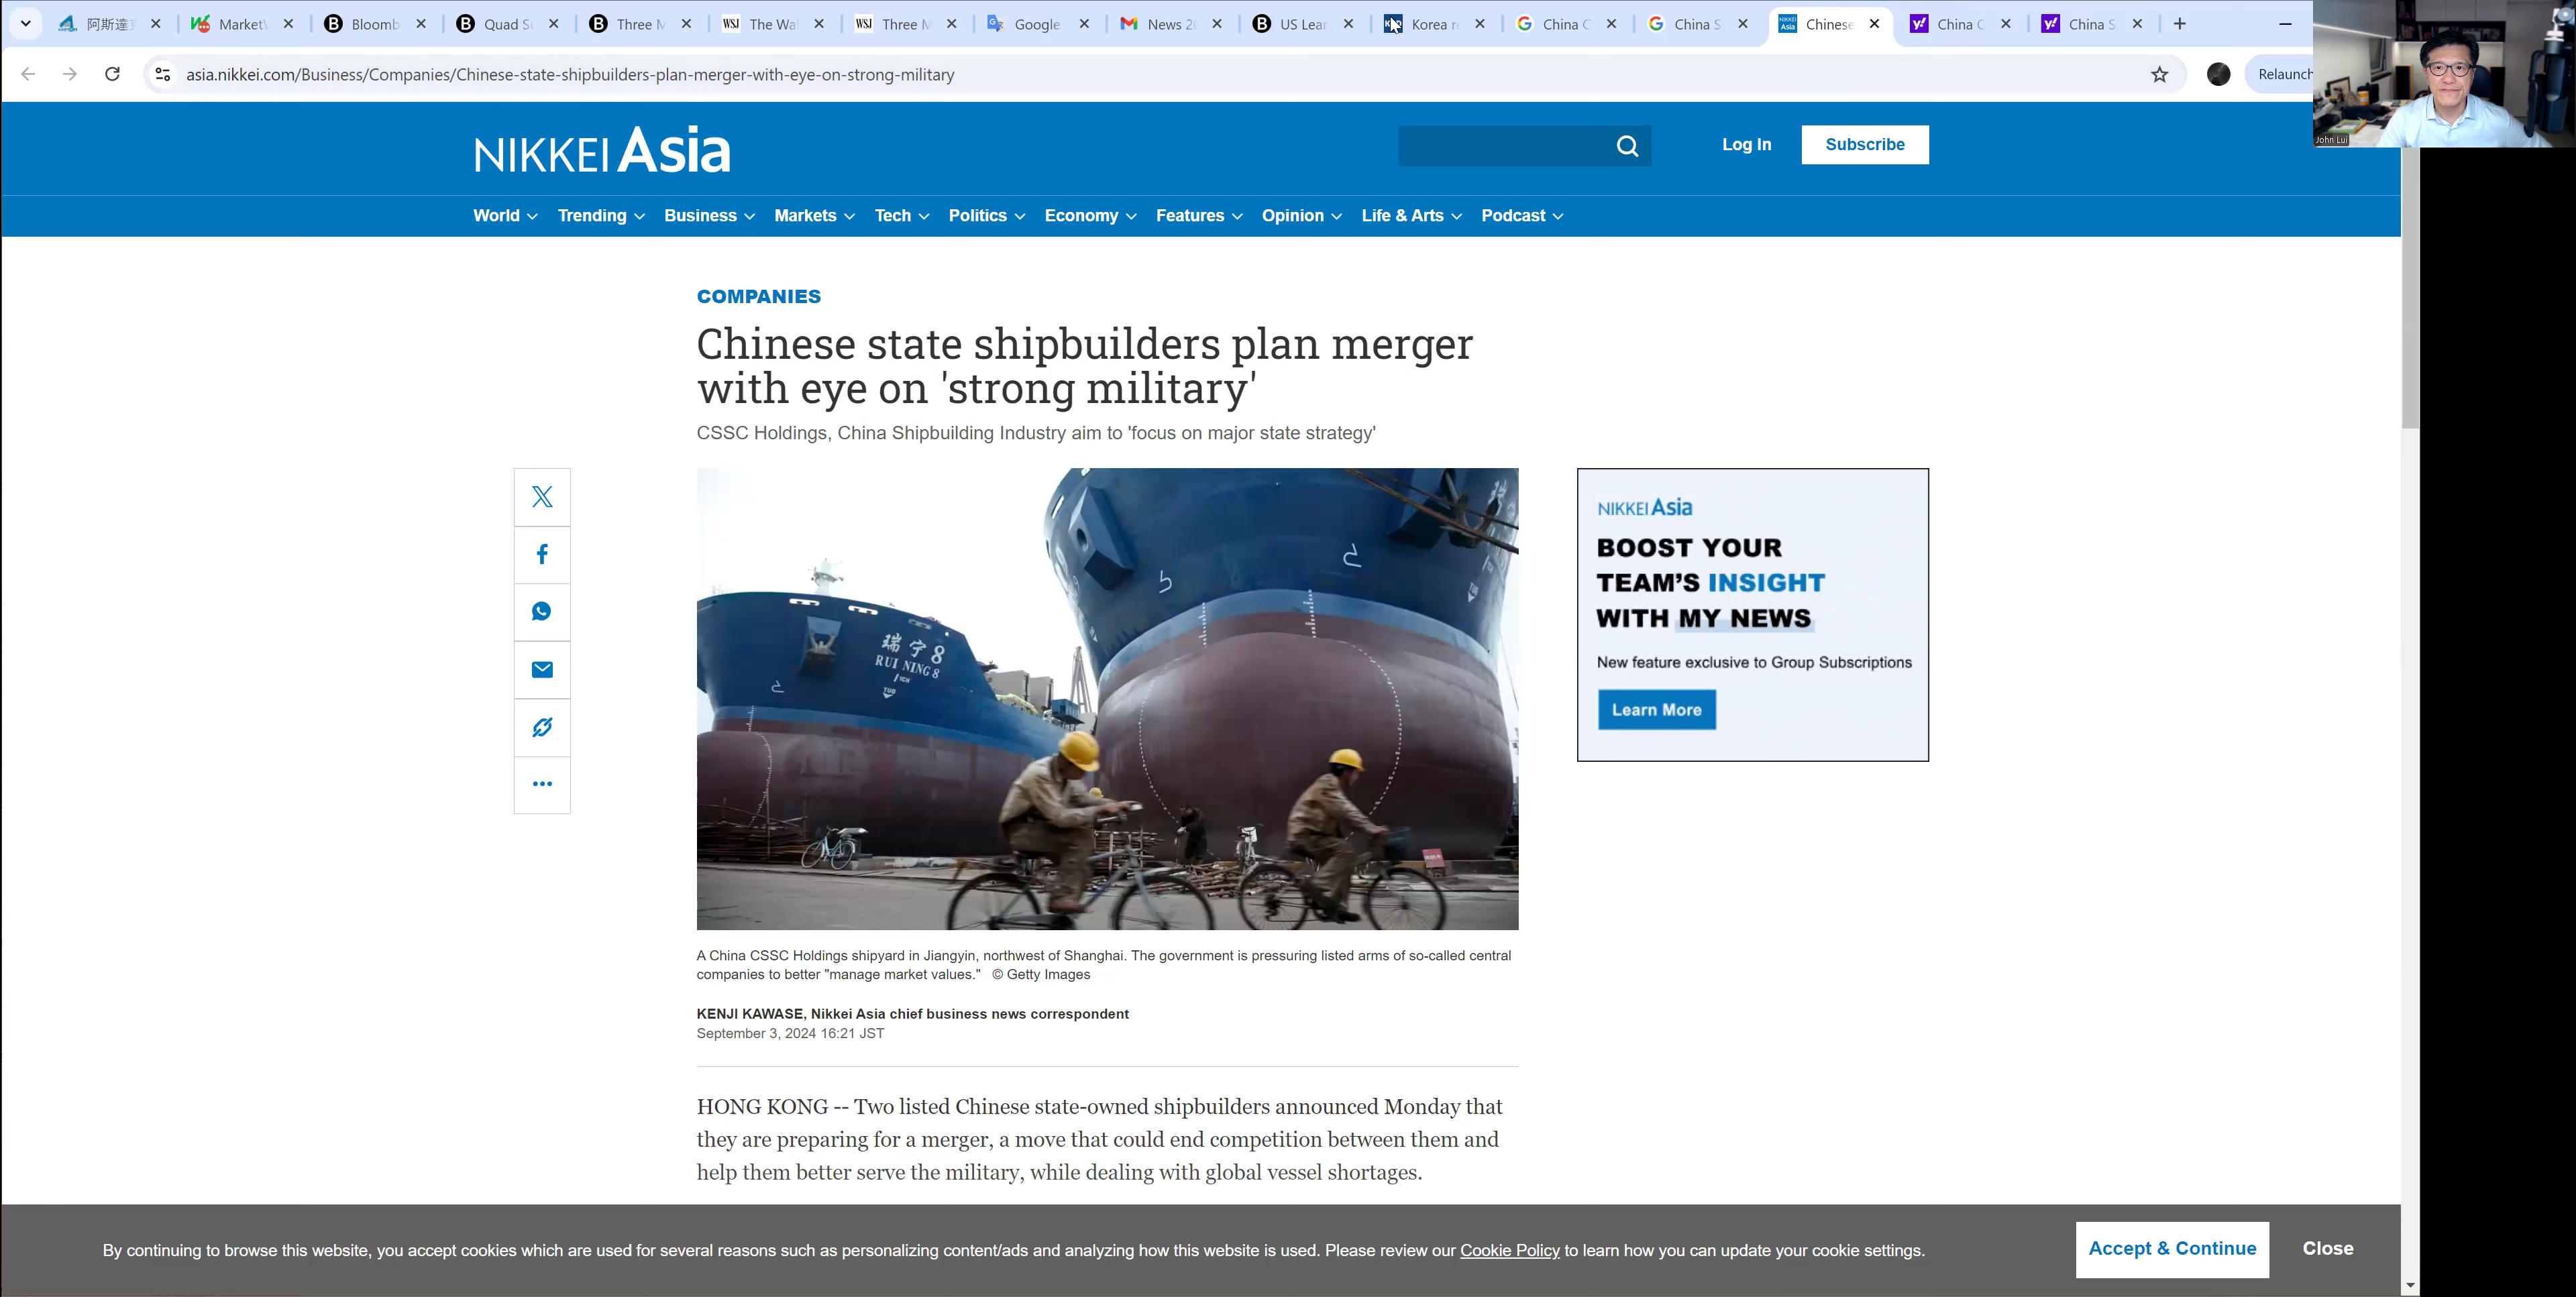 阿斯達
Market
Bloomb
Quad S
Three M
The Wa
Three M
Google
News 2
US Lear
Korea r
China C
China S
Chinese
China C
China S
asia.nikkei.com/Business/Companies/Chinese-state-shipbuilders-plan-merger-with-eye-on-strong-military
Relaunch
John Lui
NIKKEI Asia
Log In
Subscribe
World Trending Business Markets Tech Politics Economy Features Opinion Life & Arts Podcast
COMPANIES
Chinese state shipbuilders plan merger
with eye on 'strong military'
CSSC Holdings, China Shipbuilding Industry aim to 'focus on major state strategy'
瑞宁8
RUI NING 8
NIKKEI Asia
BOOST YOUR
TEAM'S INSIGHT
WITH MY NEWS
New feature exclusive to Group Subscriptions
Learn More
A China CSSC Holdings shipyard in Jiangyin, northwest of Shanghai. The government is pressuring listed arms of so-called central
companies to better "manage market values." © Getty Images
KENJI KAWASE, Nikkei Asia chief business news correspondent
September 3, 2024 16:21 JST
HONG KONG -- Two listed Chinese state-owned shipbuilders announced Monday that
they are preparing for a merger, a move that could end competition between them and
help them better serve the military, while dealing with global vessel shortages.
By continuing to browse this website, you accept cookies which are used for several reasons such as personalizing content/ads and analyzing how this website is used. Please review our Cookie Policy to learn how you can update your cookie settings.
Accept & Continue
Close